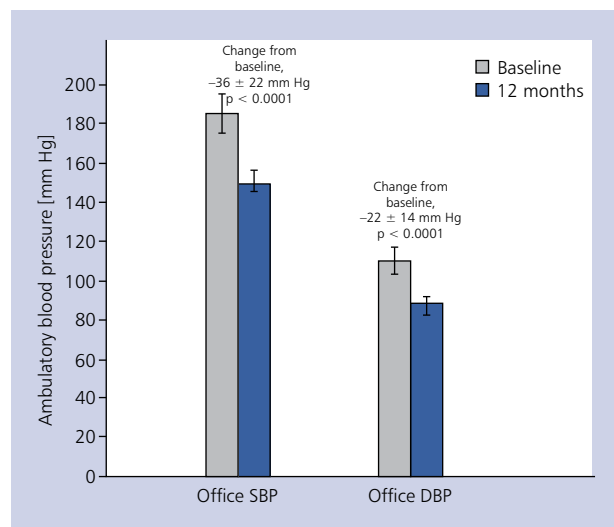 Change from
baseline,
–36 ± 22 mm Hg
p < 0.0001
Baseline
12 months
Change from
baseline,
–22 ± 14 mm Hg
p < 0.0001
Ambulatory blood pressure [mm Hg]
200
180
160
140
120
100
80
60
40
20
0
Office SBP
Office DBP